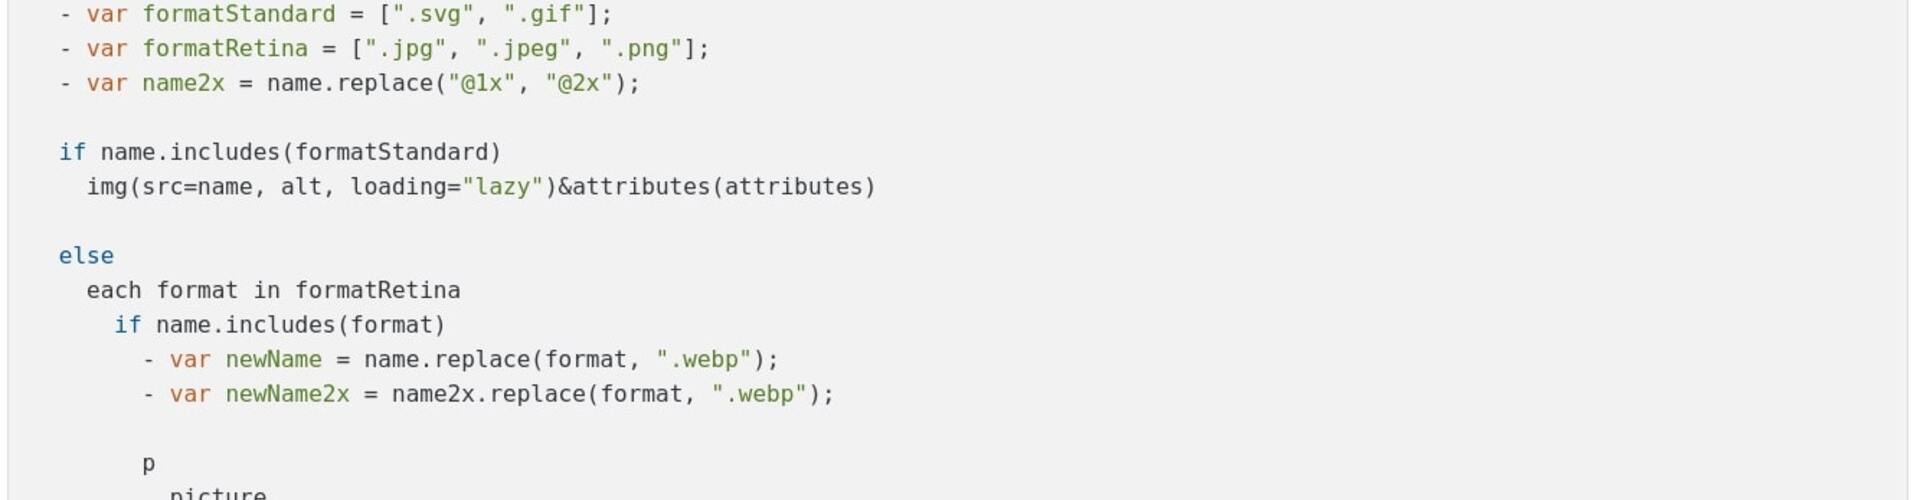 - var formatStandard = [".svg", ".gif"];
- var formatRetina = [".jpg", ".jpeg", ".png"];
- var name2x = name.replace("@1x", "@2x");
if name.includes(formatStandard)
img(src=name, alt, loading="lazy")&attributes(attributes)
else
each format in formatRetina
if name.includes(format)
- var newName = name.replace(format, ".webp");
- var newName2x = name2x.replace(format, ".webp");
p
picture